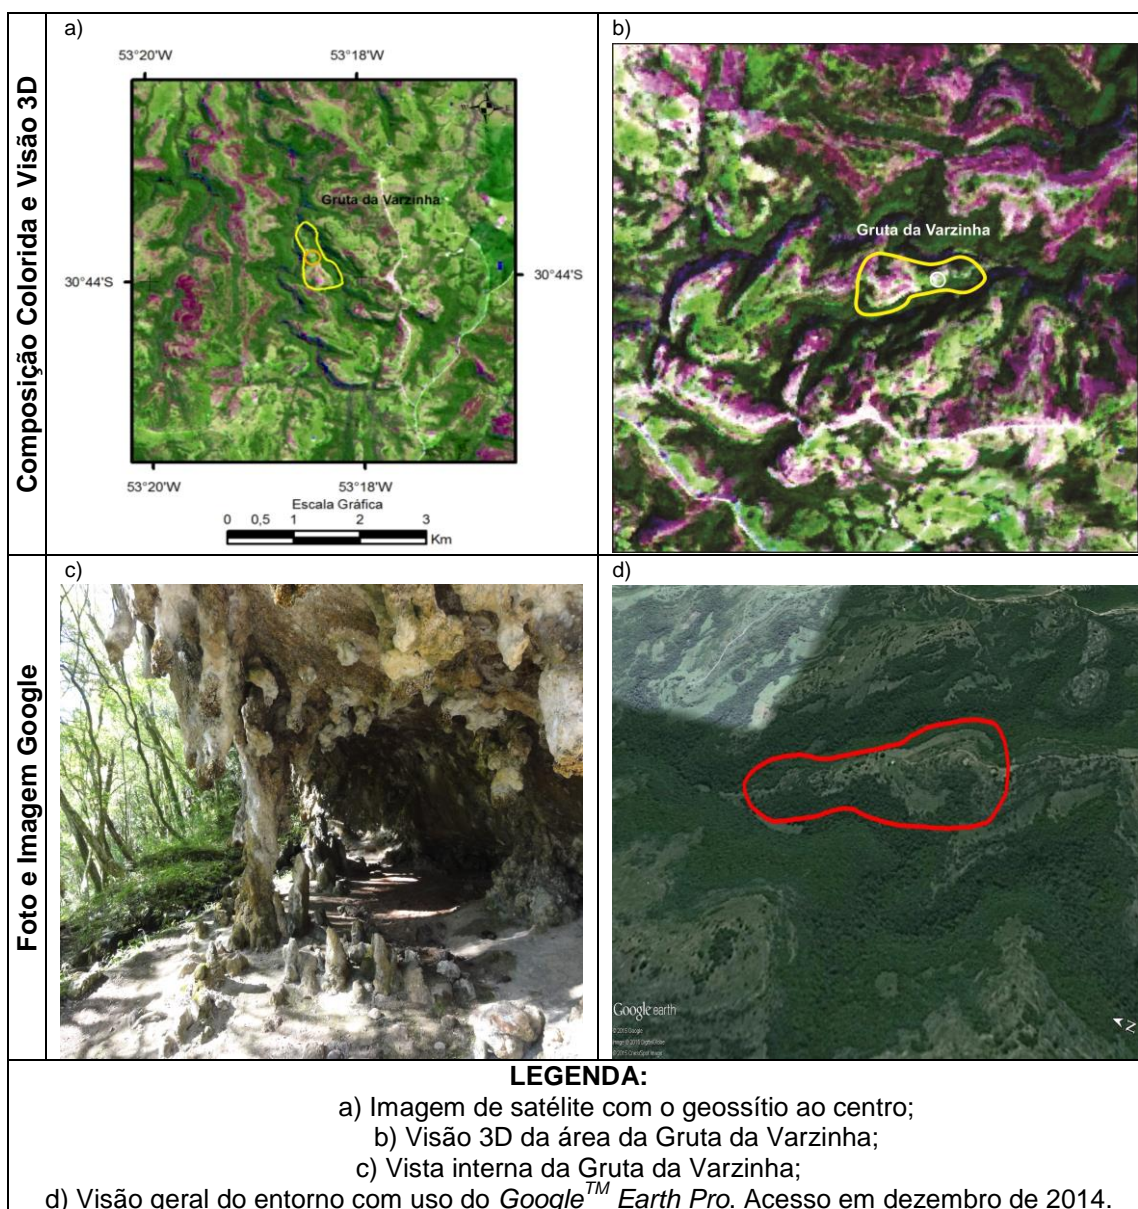 Composição Colorida e Visão 3D
a)
53°20'W 53°18'W
Gruta da Varzinha
30°44'S 30°44'S
53°20'W 53°18'W
Escala Gráfica
0 0,5 1 2 3
Km
b)
Gruta da Varzinha
Foto e Imagem Google
c)
d)
Google earth
© 2015 Google
N
LEGENDA:
a) Imagem de satélite com o geossítio ao centro;
b) Visão 3D da área da Gruta da Varzinha;
c) Vista interna da Gruta da Varzinha;
d) Visão geral do entorno com uso do Google™ Earth Pro. Acesso em dezembro de 2014.